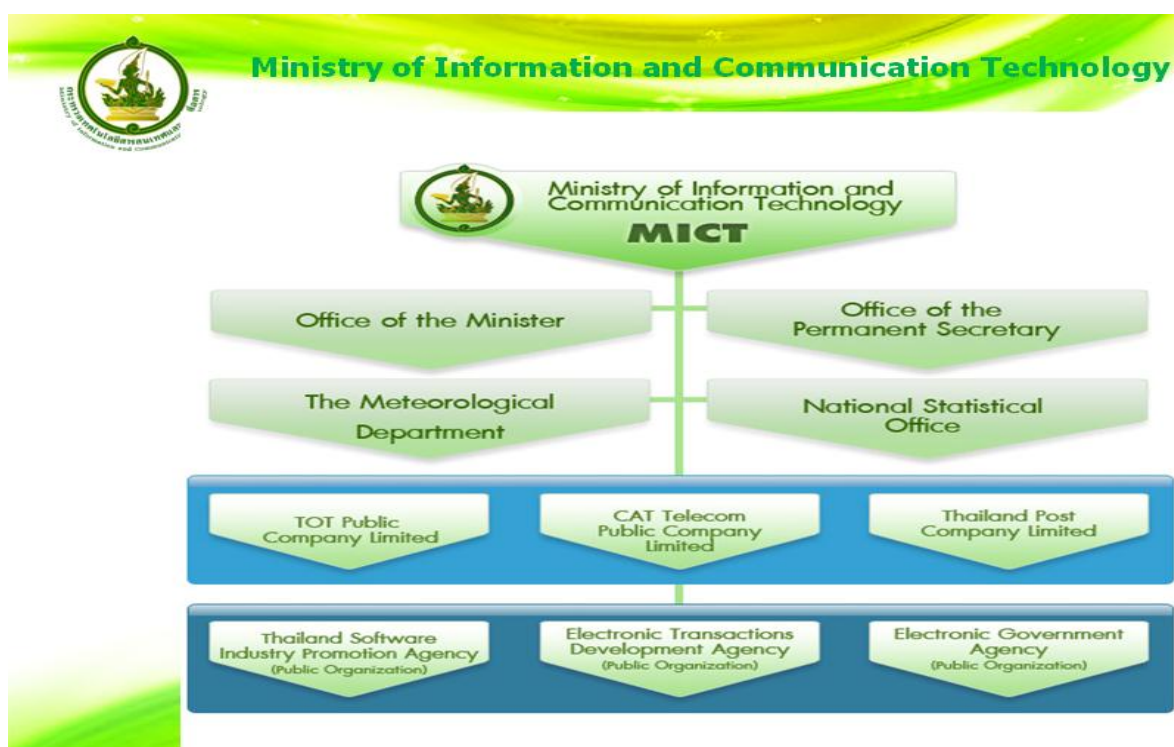 Ministry of Information and Communication Technology
Ministry of Information and
Communication Technology
MICT
Office of the Minister
Office of the
Permanent Secretary
The Meteorological
Department
National Statistical
Office
TOT Public
Company Limited
CAT Telecom
Public Company
Limited
Thailand Post
Company Limited
Thailand Software
Industry Promotion Agency
(Public Organization)
Electronic Transactions
Development Agency
(Public Organization)
Electronic Government
Agency
(Public Organization)